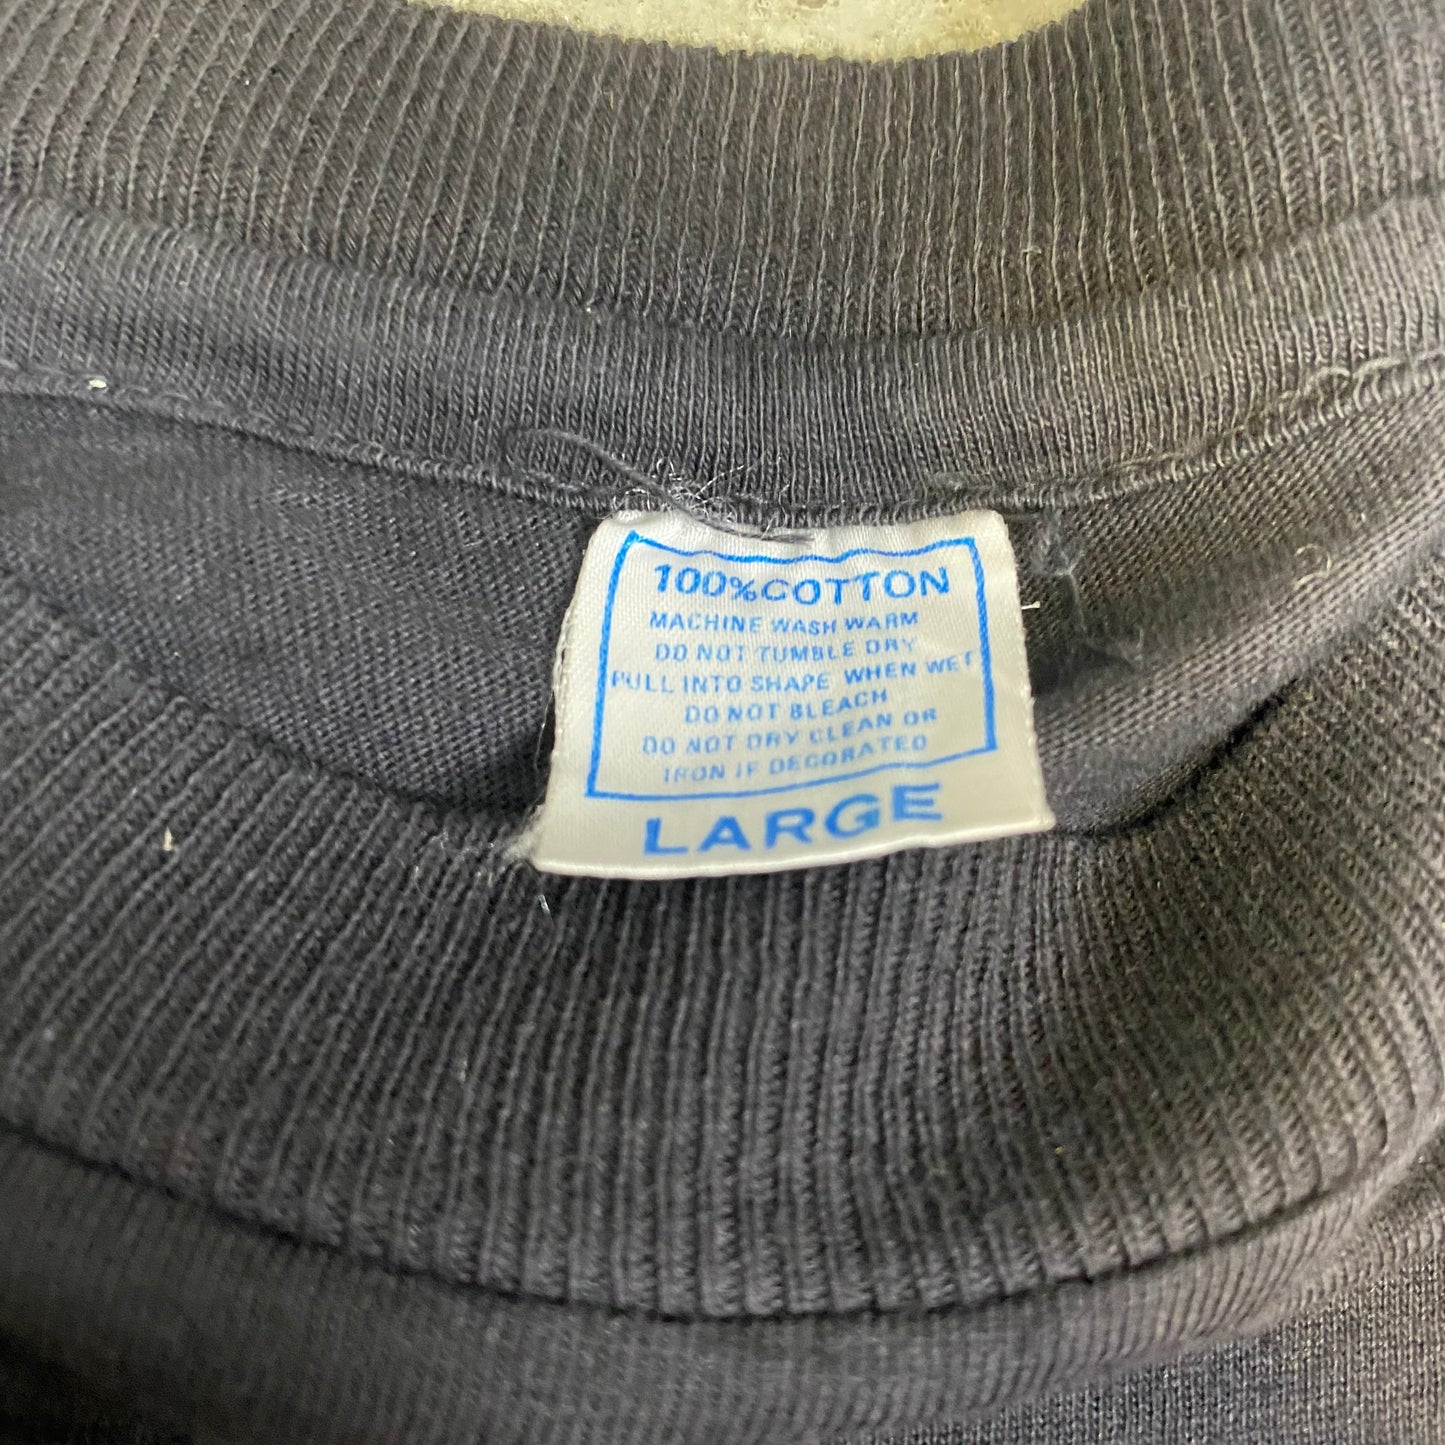 100%COTTON
MACHINE WASH WARM
DO NOT TUMBLE DRY
PULL INTO SHAPE WHEN WET
DO NOT BLEACH
DO NOT DRY CLEAN OR
IRON IF DECORATED
LARGE